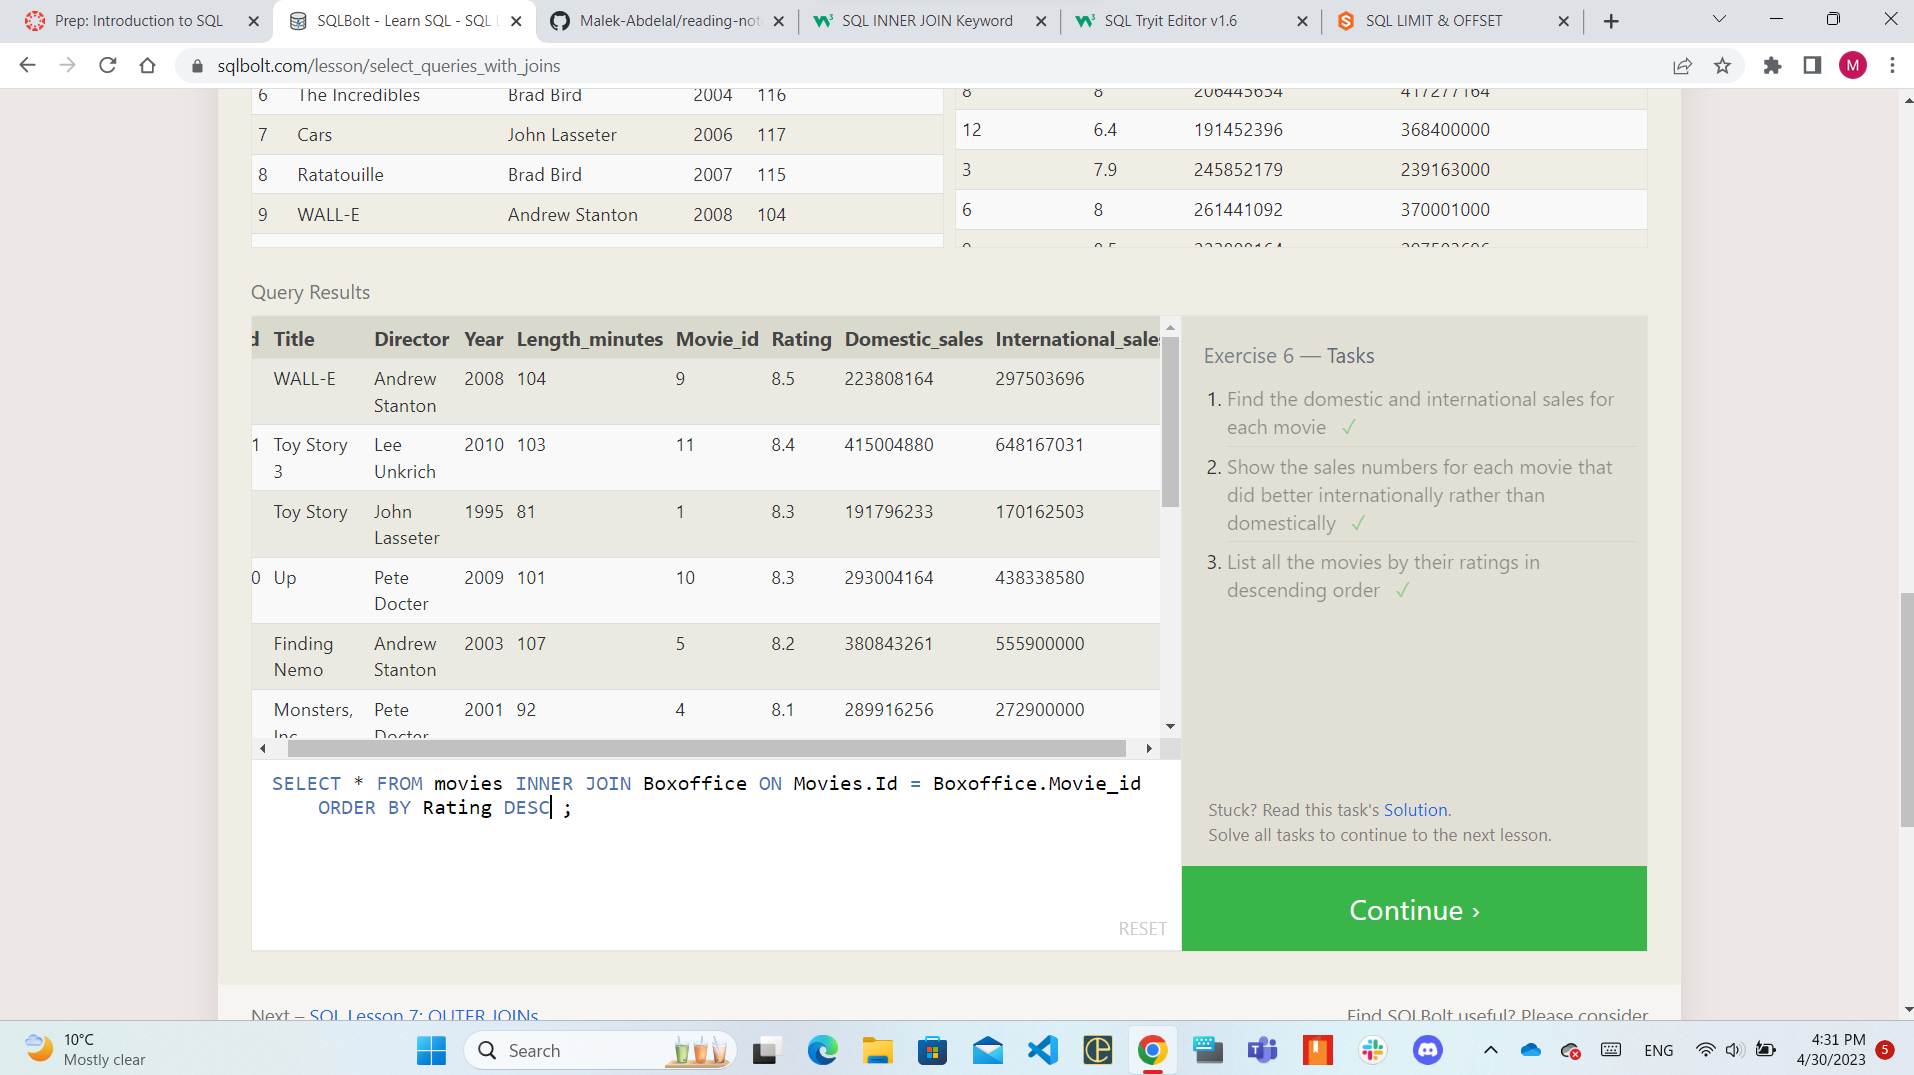 Prep: Introduction to SQL
SQLBolt - Learn SQL - SQL
Malek-Abdelal/reading-not
SQL INNER JOIN Keyword
SQL Tryit Editor v1.6
SQL LIMIT & OFFSET
sqlbolt.com/lesson/select_queries_with_joins
M
6 The Incredibles Brad Bird 2004 116
7 Cars John Lasseter 2006 117
8 Ratatouille Brad Bird 2007 115
9 WALL-E Andrew Stanton 2008 104
8 8 206445654 417277164
12 6.4 191452396 368400000
3 7.9 245852179 239163000
6 8 261441092 370001000
9 8.5 223808164 297503696
Query Results
d Title Director Year Length_minutes Movie_id Rating Domestic_sales International_sales
WALL-E Andrew Stanton 2008 104 9 8.5 223808164 297503696
1 Toy Story 3 Lee Unkrich 2010 103 11 8.4 415004880 648167031
Toy Story John Lasseter 1995 81 1 8.3 191796233 170162503
0 Up Pete Docter 2009 101 10 8.3 293004164 438338580
Finding Nemo Andrew Stanton 2003 107 5 8.2 380843261 555900000
Monsters, Inc. Pete Docter 2001 92 4 8.1 289916256 272900000
SELECT * FROM movies INNER JOIN Boxoffice ON Movies.Id = Boxoffice.Movie_id
ORDER BY Rating DESC ;
RESET
Exercise 6 — Tasks
1. Find the domestic and international sales for
each movie ✓
2. Show the sales numbers for each movie that
did better internationally rather than
domestically ✓
3. List all the movies by their ratings in
descending order ✓
Stuck? Read this task's Solution.
Solve all tasks to continue to the next lesson.
Continue ›
Next – SQL Lesson 7: OUTER JOINs
Find SQLBolt useful? Please consider
10°C
Mostly clear
Search
ENG
4:31 PM
4/30/2023
5